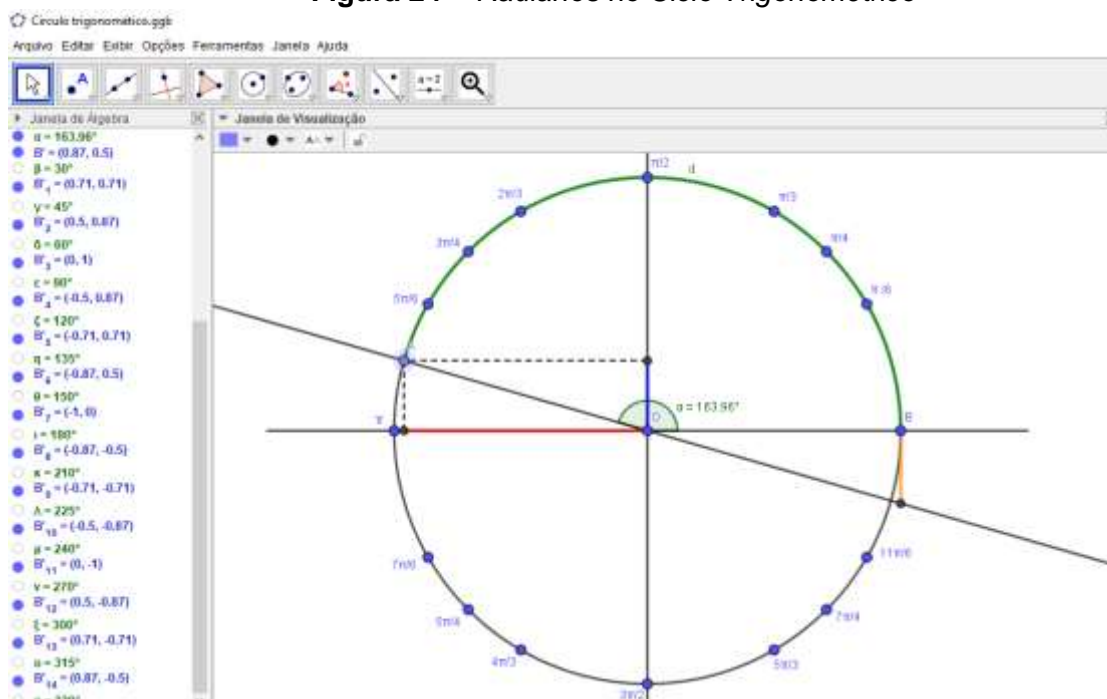 Radianos no Ciclo Trigonométrico
Círculo trigonométrico.ggb
Arquivo Editar Exibir Opções Ferramentas Janela Ajuda
A
a=2
Janela de Álgebra
Janela de Visualização
α = 163.96°
B' = (0.87, 0.5)
β = 30°
B'1 = (0.71, 0.71)
γ = 45°
B'2 = (0.5, 0.87)
δ = 60°
B'3 = (0, 1)
ε = 90°
B'4 = (-0.5, 0.87)
ζ = 120°
B'5 = (-0.71, 0.71)
η = 135°
B'6 = (-0.87, 0.5)
θ = 150°
B'7 = (-1, 0)
ι = 180°
B'8 = (-0.87, -0.5)
κ = 210°
B'9 = (-0.71, -0.71)
λ = 225°
B'10 = (-0.5, -0.87)
μ = 240°
B'11 = (0, -1)
ν = 270°
B'12 = (0.5, -0.87)
ξ = 300°
B'13 = (0.71, -0.71)
ο = 315°
B'14 = (0.87, -0.5)
π/2
d
2π/3
π/3
3π/4
π/4
5π/6
π/6
C
α = 163.96°
π
O
B
7π/6
11π/6
5π/4
7π/4
4π/3
5π/3
3π/2